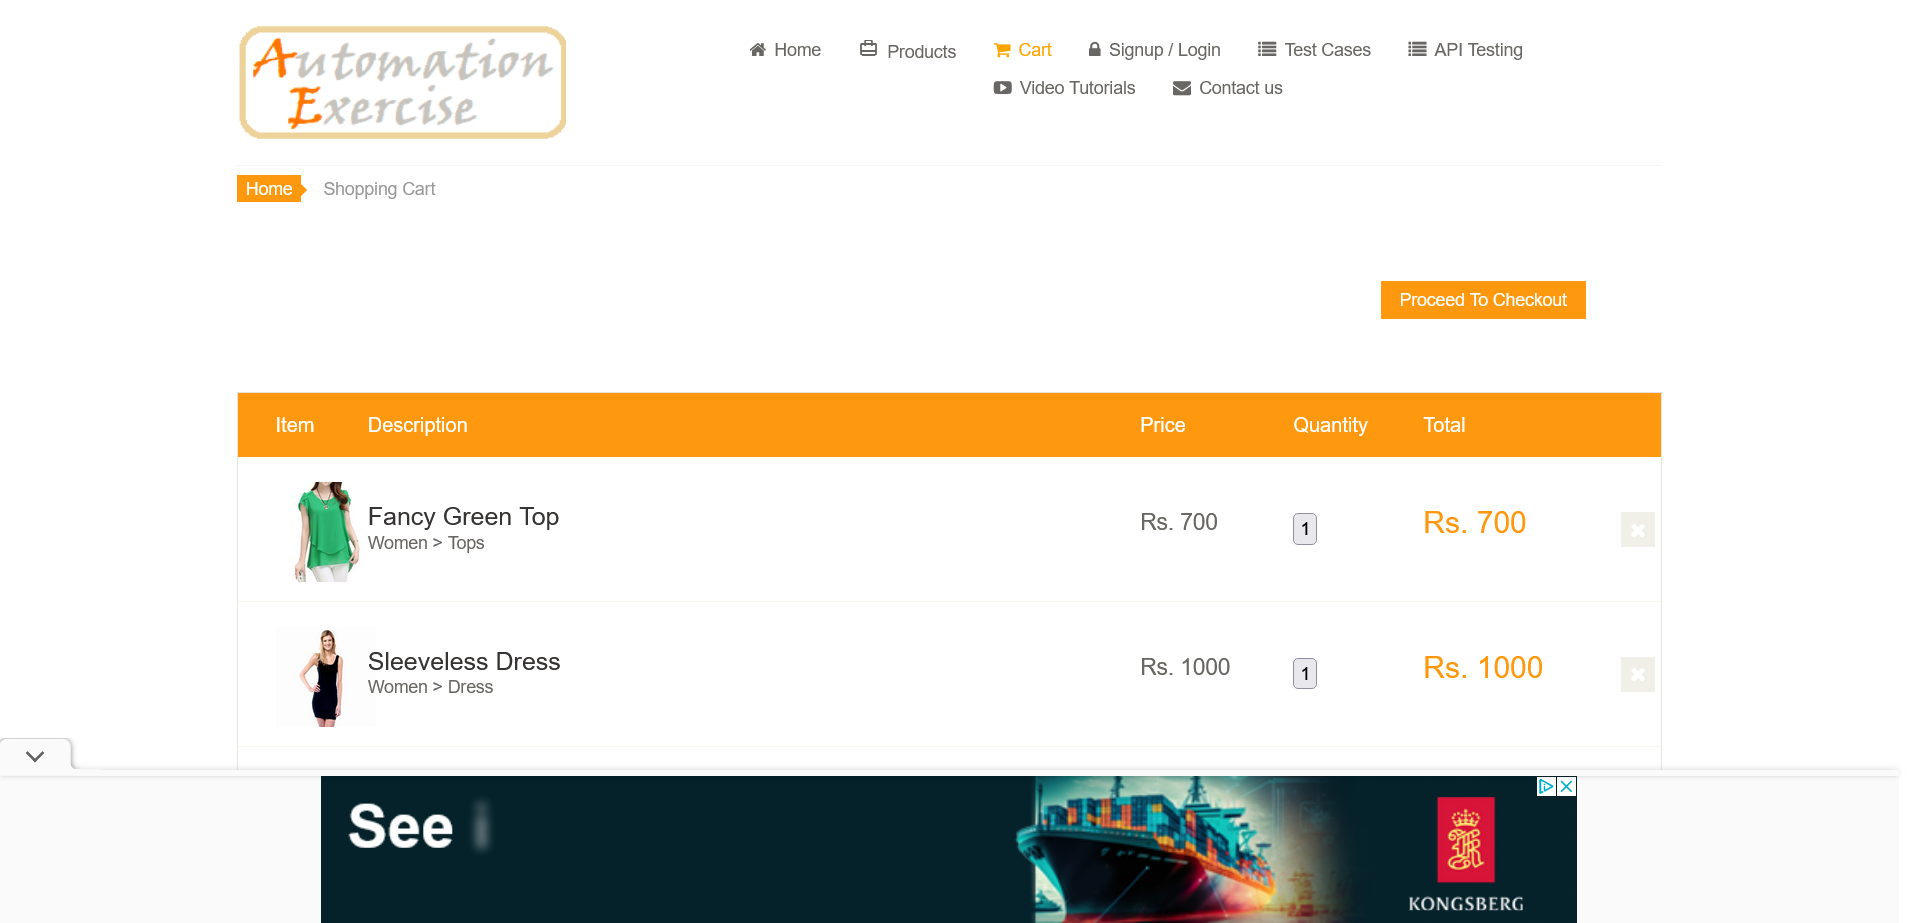 Automation
Exercise
Home
Products
Cart
Signup / Login
Test Cases
API Testing
Video Tutorials
Contact us
Home
Shopping Cart
Proceed To Checkout
Item Description Price Quantity Total
Fancy Green Top
Women > Tops
Rs. 700
1
Rs. 700
Sleeveless Dress
Women > Dress
Rs. 1000
1
Rs. 1000
See i
KONGSBERG